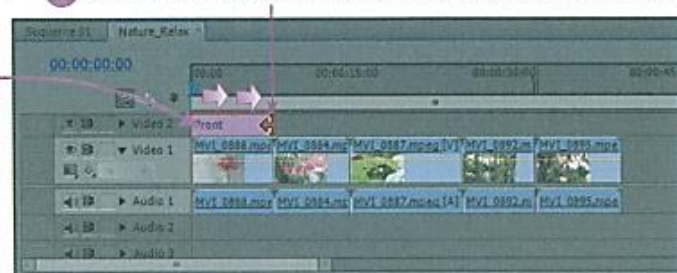 Sequence 01 Nature_Relax
00:00:00:00
00:00 00:00:15:00 00:00:30:00 00:00:45
Video 2 Front
Video 1 MVI_0888.mpe MVI_0884.mp MVI_0887.mpeg [V] MVI_0892.m MVI_0895.mpe
Audio 1 MVI_0888.mpe MVI_0884.mp MVI_0887.mpeg [A] MVI_0892.m MVI_0895.mpe
Audio 2
Audio 3